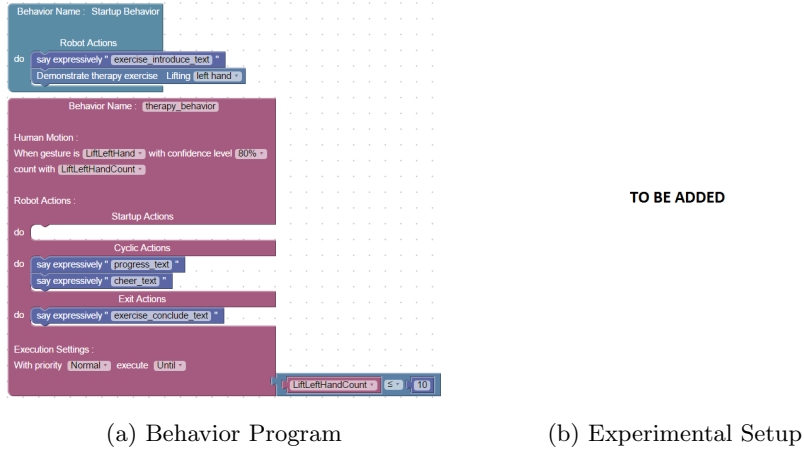 Behavior Name : Startup Behavior
Robot Actions
do say expressively " exercise_introduce_text "
Demonstrate therapy exercise Lifting left hand
Behavior Name : therapy_behavior
Human Motion :
When gesture is LiftLeftHand with confidence level 80%
count with LiftLeftHandCount
Robot Actions :
Startup Actions
do
Cyclic Actions
do say expressively " progress_text "
say expressively " cheer_text "
Exit Actions
do say expressively " exercise_conclude_text "
Execution Settings :
With priority Normal execute Until
LiftLeftHandCount ≤ 10
TO BE ADDED
(a) Behavior Program
(b) Experimental Setup